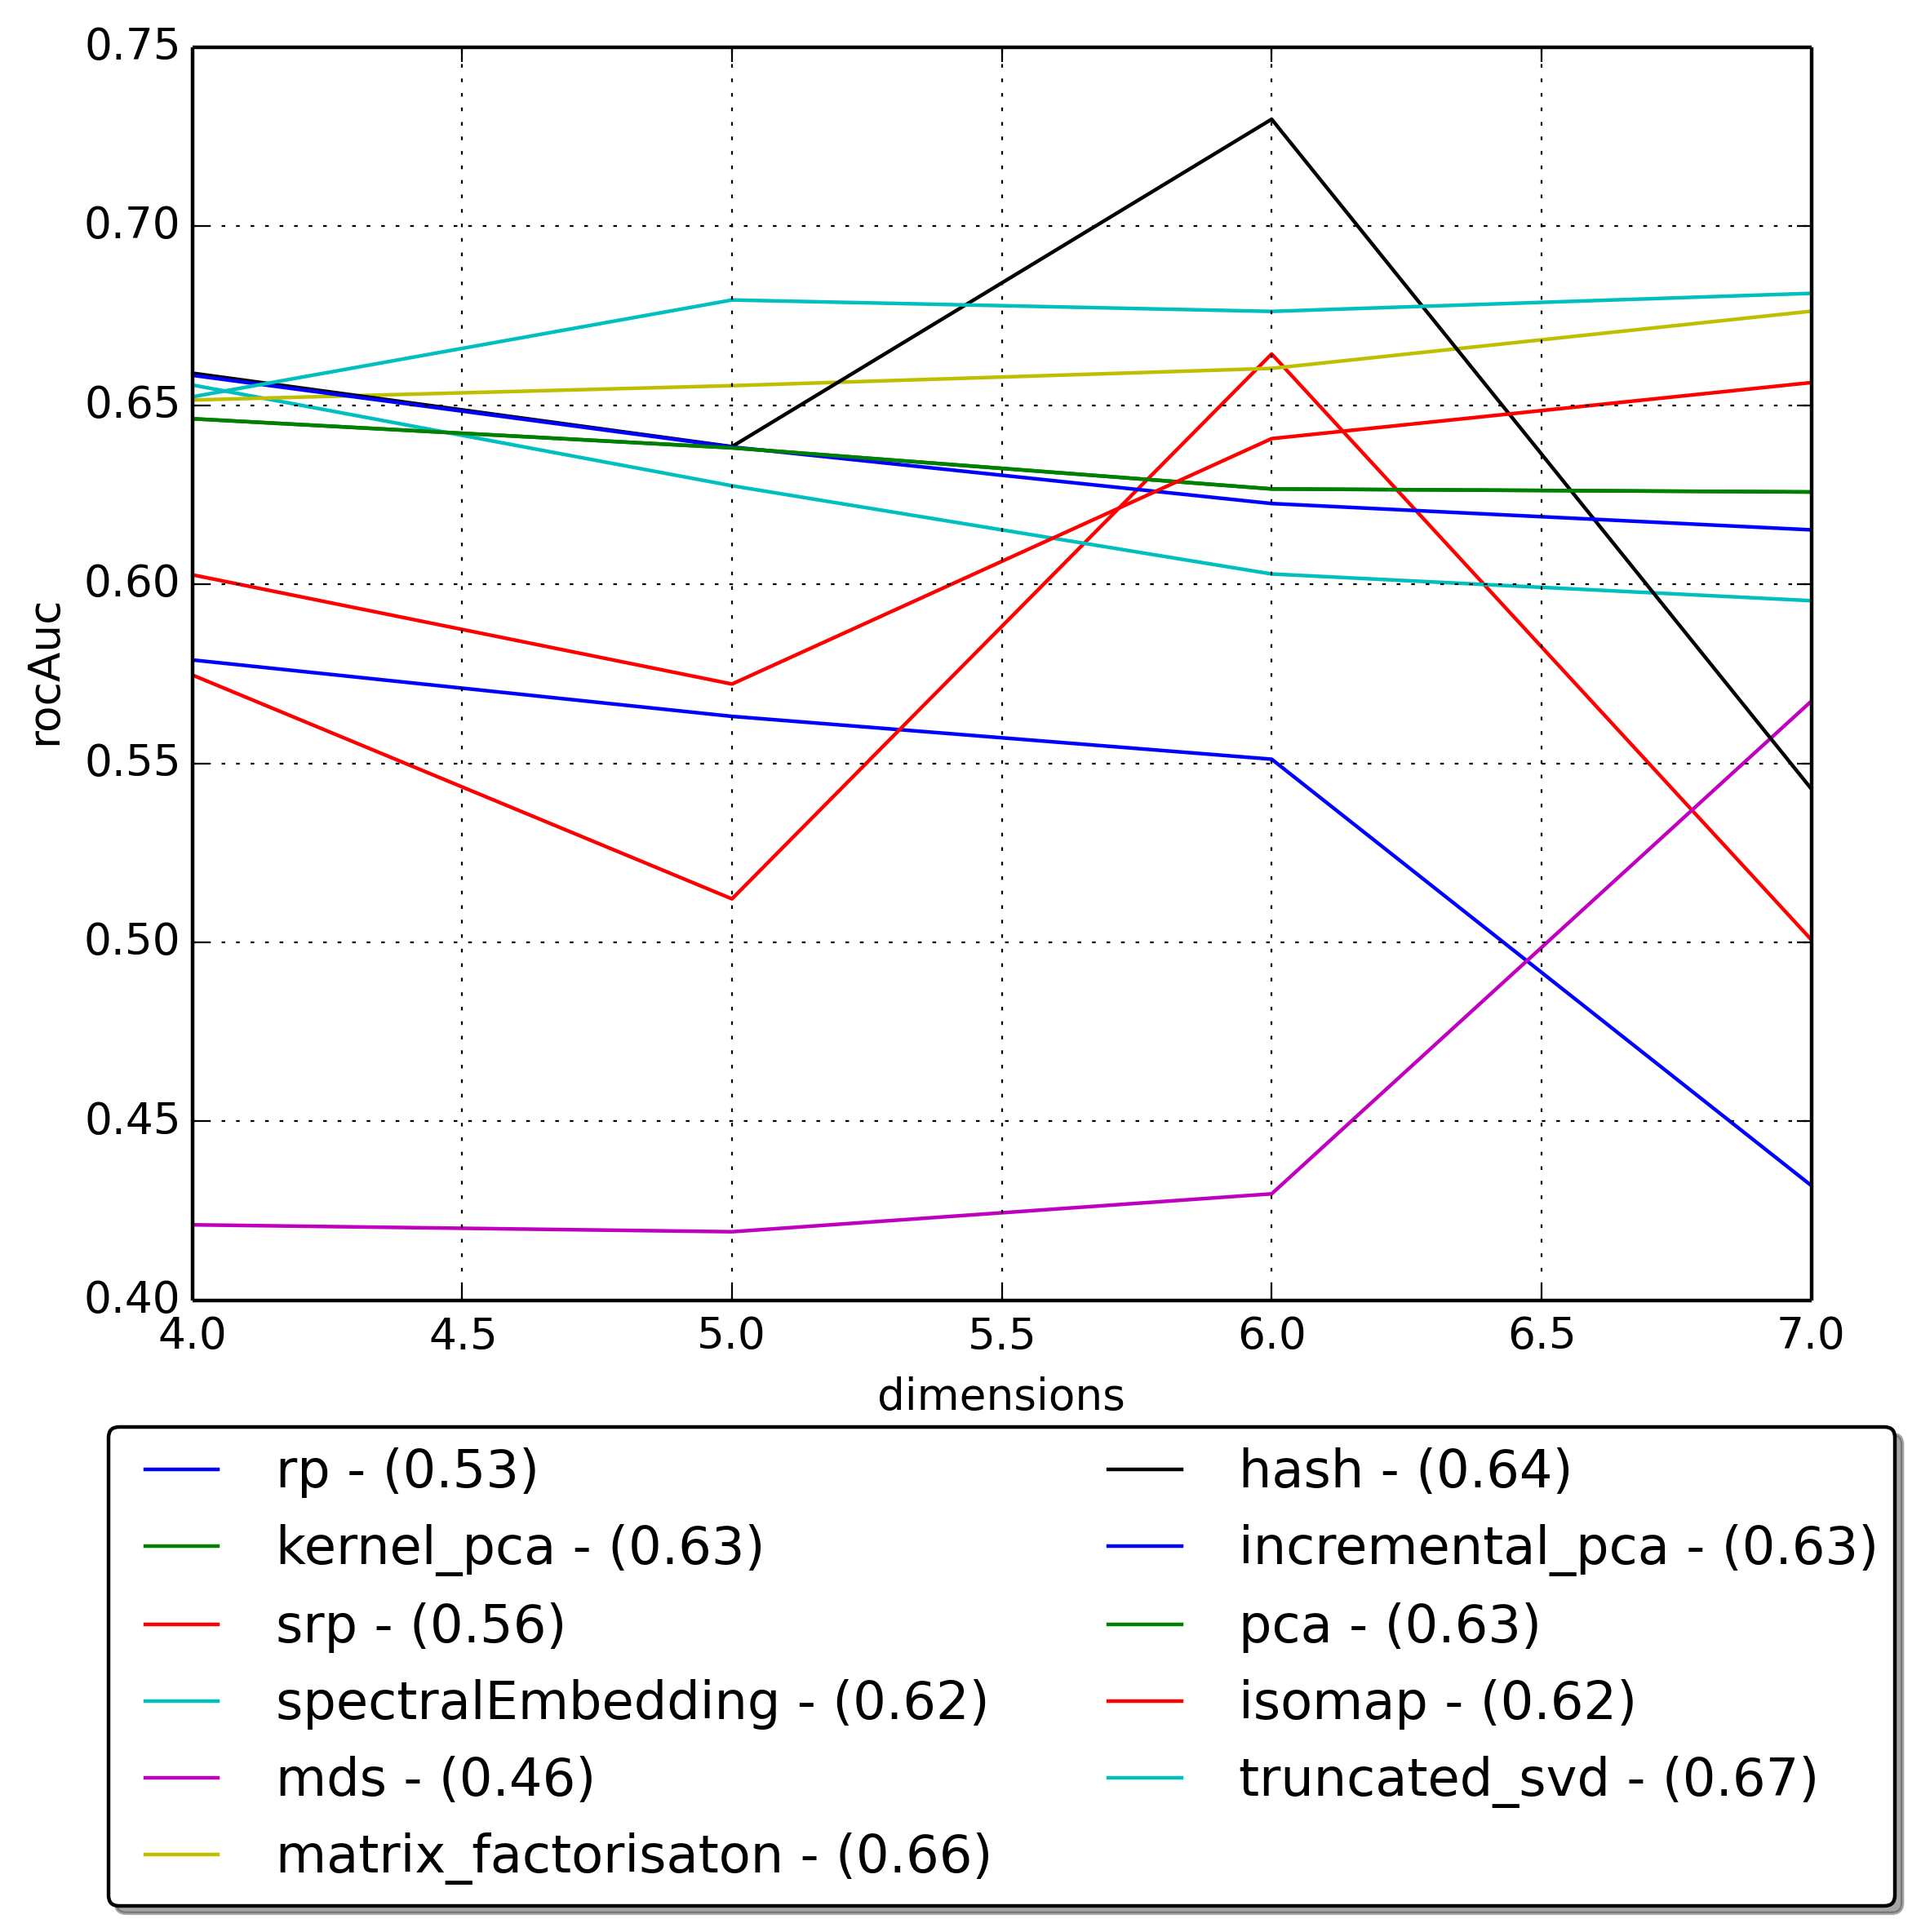 0.75
0.70
0.65
0.60
0.55
0.50
0.45
0.40
rocAuc
4.0 4.5 5.0 5.5 6.0 6.5 7.0
dimensions
rp - (0.53)
kernel_pca - (0.63)
srp - (0.56)
spectralEmbedding - (0.62)
mds - (0.46)
matrix_factorisaton - (0.66)
hash - (0.64)
incremental_pca - (0.63)
pca - (0.63)
isomap - (0.62)
truncated_svd - (0.67)